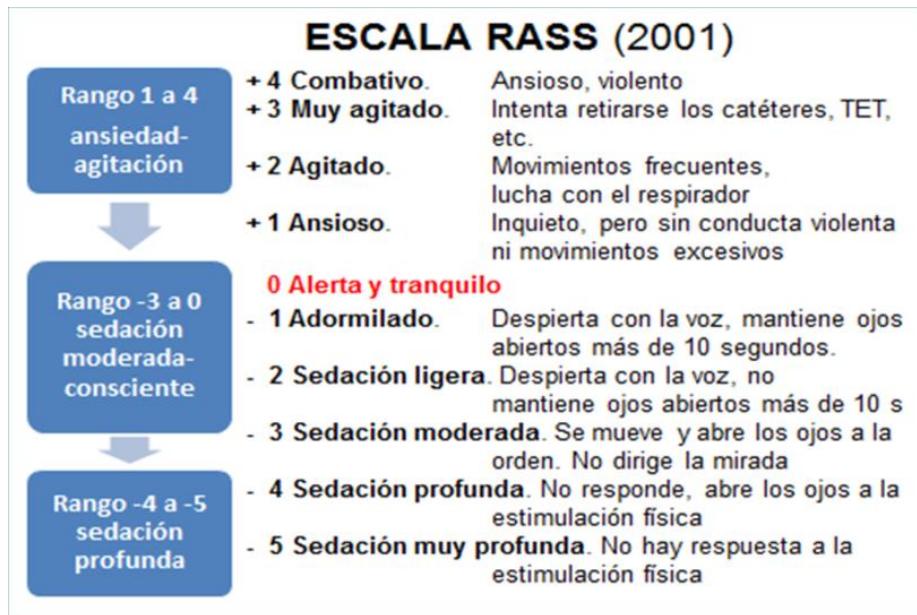 ESCALA RASS (2001)
Rango 1 a 4
ansiedad-
agitación
+ 4 Combativo. Ansioso, violento
+ 3 Muy agitado. Intenta retirarse los catéteres, TET,
etc.
+ 2 Agitado. Movimientos frecuentes,
lucha con el respirador
+ 1 Ansioso. Inquieto, pero sin conducta violenta
ni movimientos excesivos
Rango -3 a 0
sedación
moderada-
consciente
0 Alerta y tranquilo
- 1 Adormilado. Despierta con la voz, mantiene ojos
abiertos más de 10 segundos.
- 2 Sedación ligera. Despierta con la voz, no
mantiene ojos abiertos más de 10 s
- 3 Sedación moderada. Se mueve y abre los ojos a la
orden. No dirige la mirada
Rango -4 a -5
sedación
profunda
- 4 Sedación profunda. No responde, abre los ojos a la
estimulación física
- 5 Sedación muy profunda. No hay respuesta a la
estimulación física